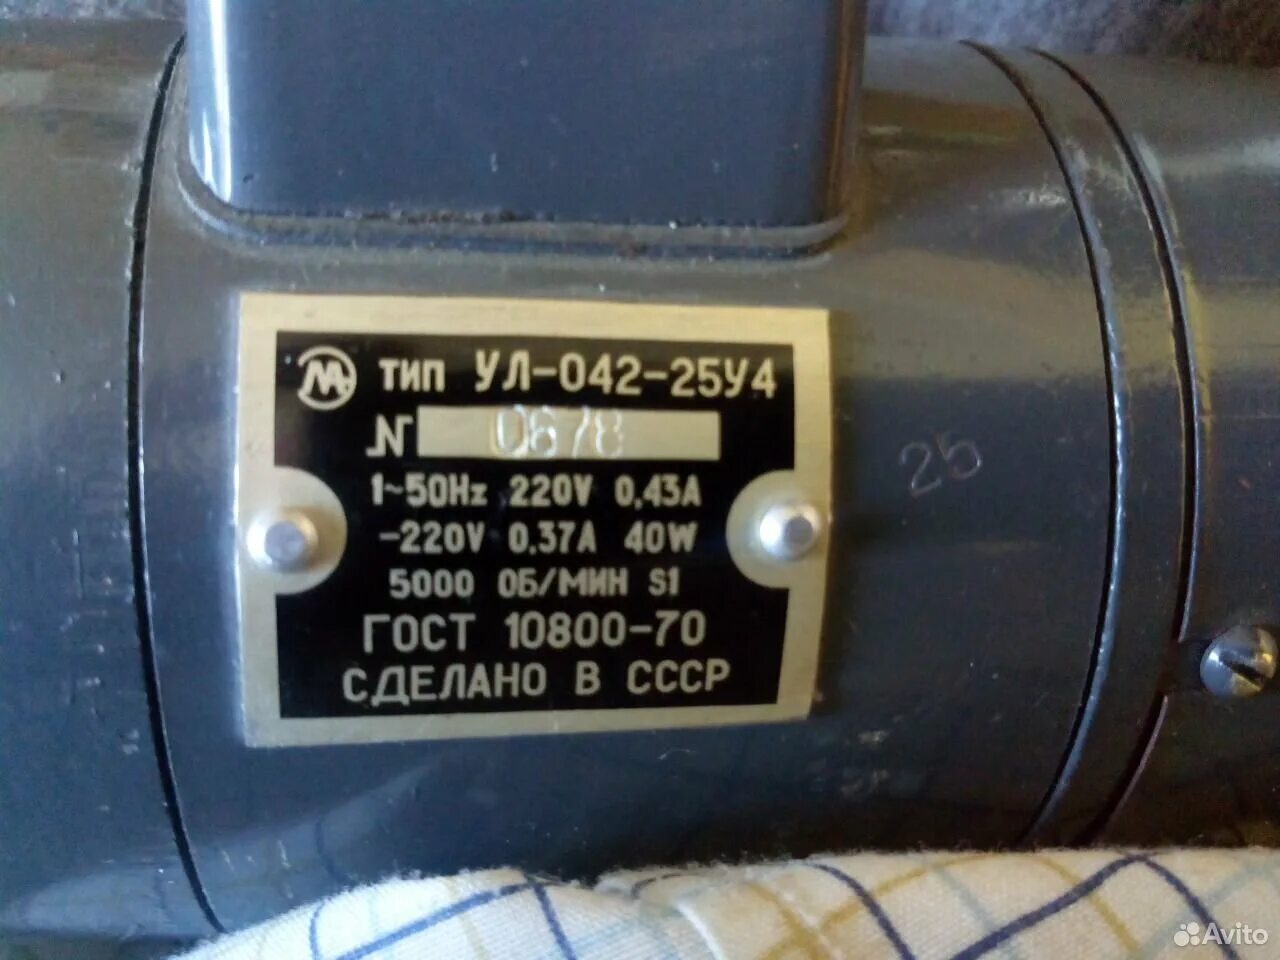 ТИП УЛ-042-25У4
N 0678
1~50Hz 220V 0,43A
-220V 0.37A 40W
5000 ОБ/МИН S1
ГОСТ 10800-70
СДЕЛАНО В СССР
25
Avito